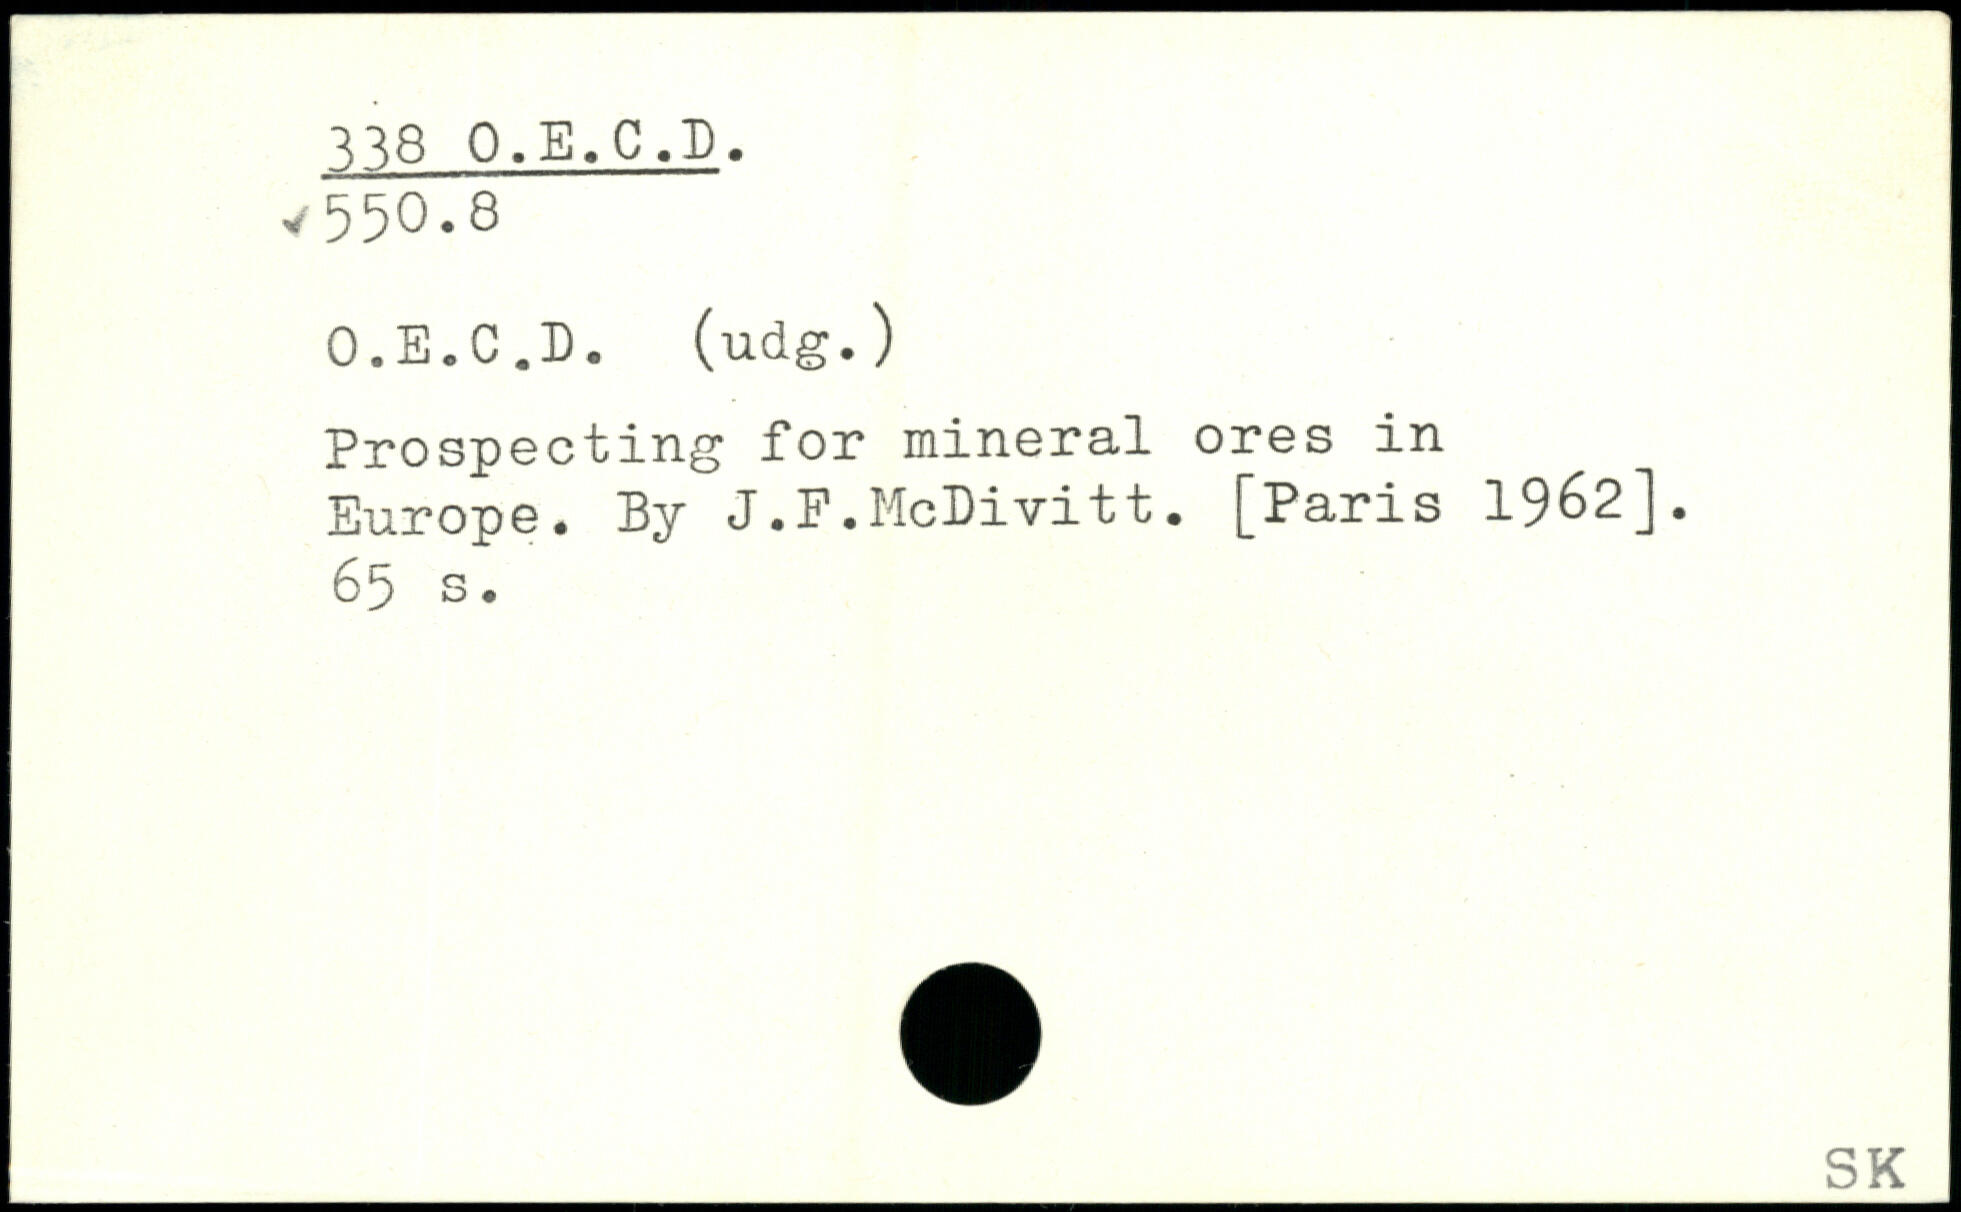 338 O.E.C.D.
✓550.8
O.E.C.D. (udg.)
Prospecting for mineral ores in
Europe. By J.F.McDivitt. [Paris 1962].
65 s.
SK